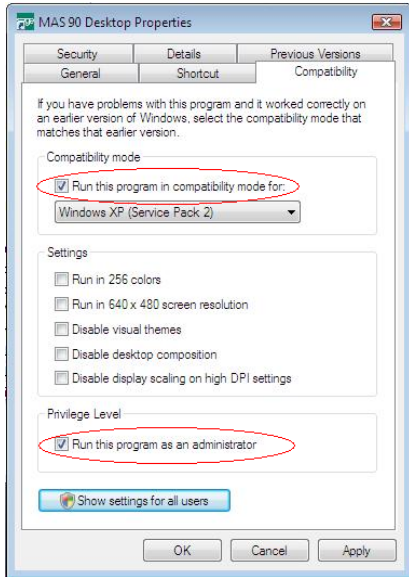 MAS 90 Desktop Properties
Security Details Previous Versions
General Shortcut Compatibility
If you have problems with this program and it worked correctly on
an earlier version of Windows, select the compatibility mode that
matches that earlier version.
Compatibility mode
Run this program in compatibility mode for:
Windows XP (Service Pack 2)
Settings
Run in 256 colors
Run in 640 x 480 screen resolution
Disable visual themes
Disable desktop composition
Disable display scaling on high DPI settings
Privilege Level
Run this program as an administrator
Show settings for all users
OK Cancel Apply